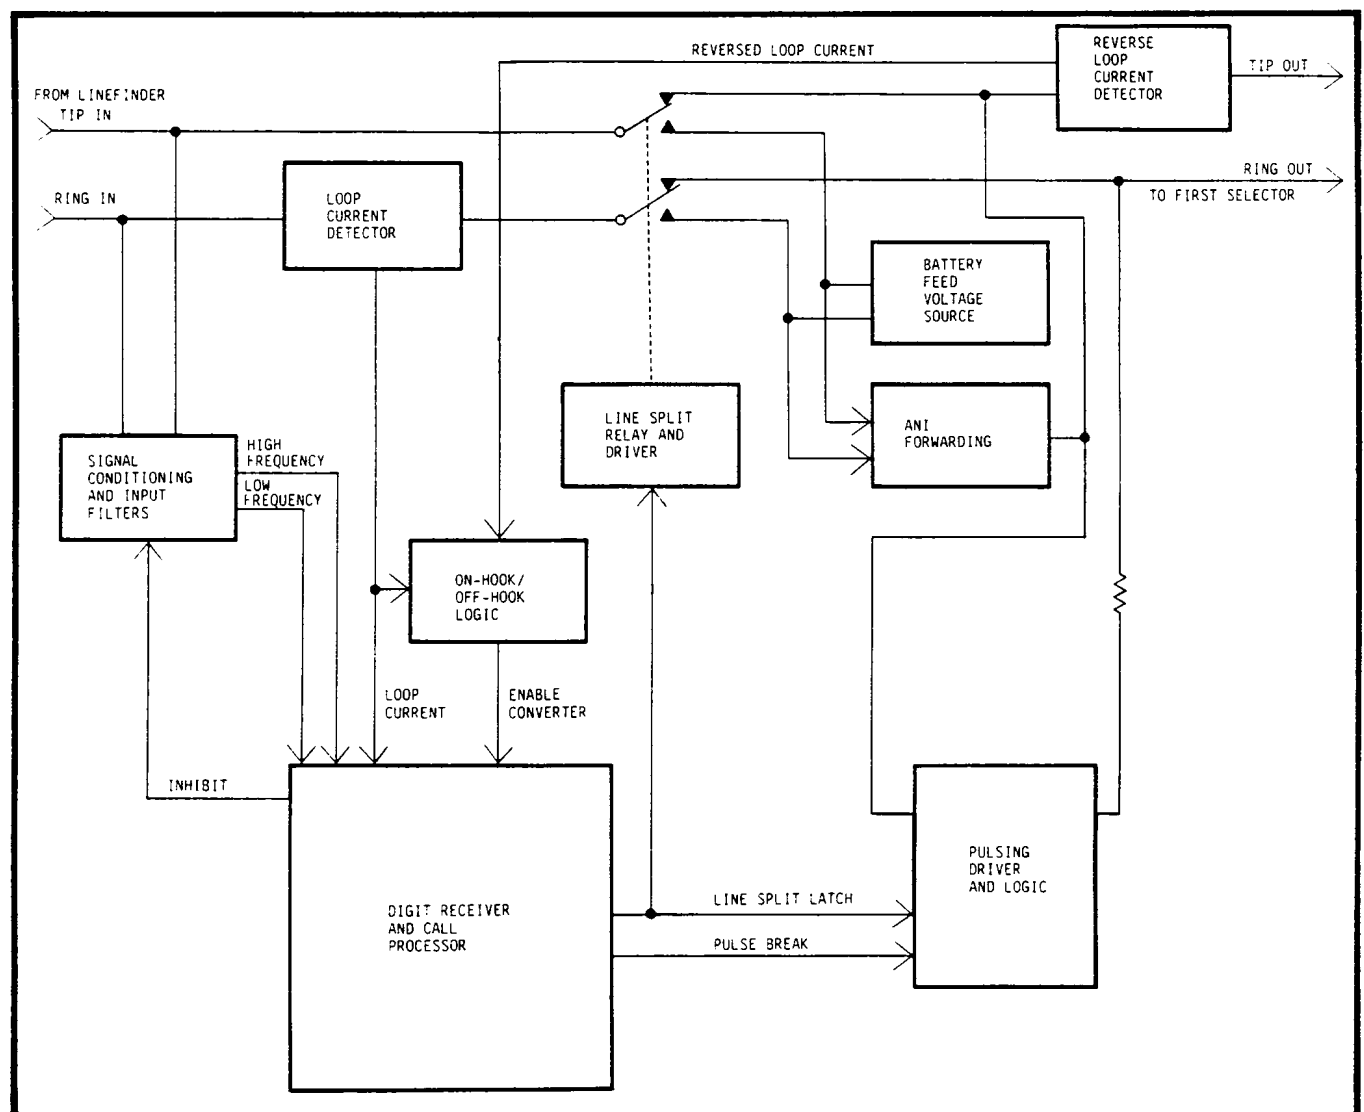 REVERSED LOOP CURRENT
REVERSE
LOOP
CURRENT
DETECTOR
TIP OUT
FROM LINEFINDER
TIP IN
RING IN
LOOP
CURRENT
DETECTOR
RING OUT
TO FIRST SELECTOR
BATTERY
FEED
VOLTAGE
SOURCE
LINE SPLIT
RELAY AND
DRIVER
ANI
FORWARDING
SIGNAL
CONDITIONING
AND INPUT
FILTERS
HIGH
FREQUENCY
LOW
FREQUENCY
ON-HOOK/
OFF-HOOK
LOGIC
LOOP
CURRENT
ENABLE
CONVERTER
INHIBIT
DIGIT RECEIVER
AND CALL
PROCESSOR
LINE SPLIT LATCH
PULSE BREAK
PULSING
DRIVER
AND LOGIC